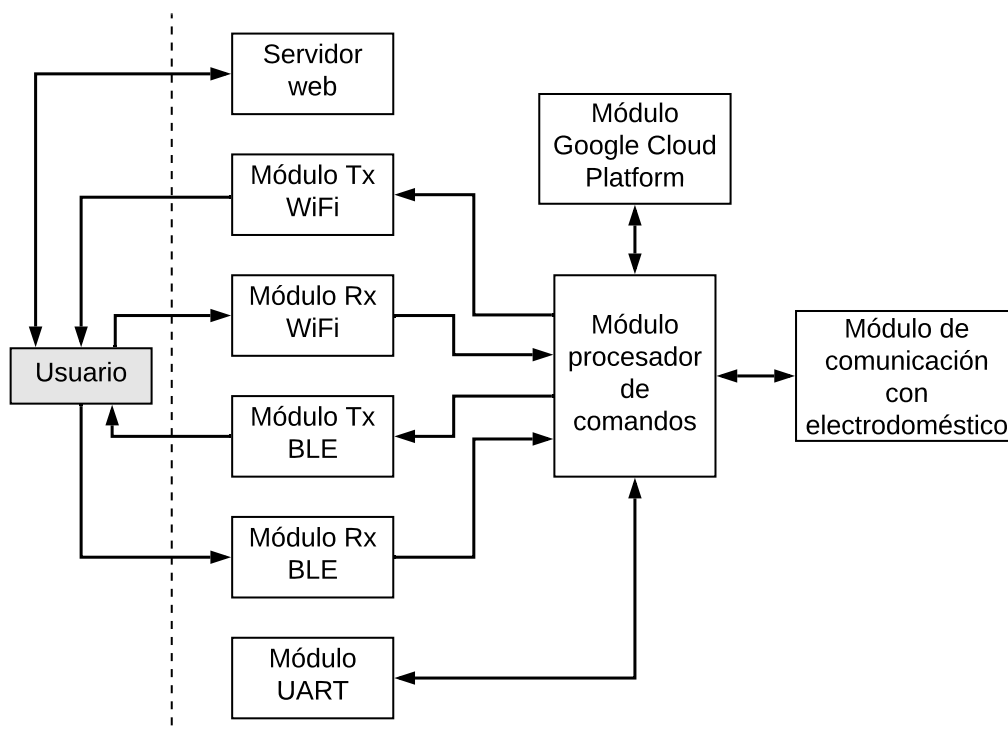 Servidor
web
Módulo Tx
WiFi
Módulo Rx
WiFi
Usuario
Módulo Tx
BLE
Módulo Rx
BLE
Módulo
UART
Módulo
Google Cloud
Platform
Módulo
procesador
de
comandos
Módulo de
comunicación
con
electrodoméstico